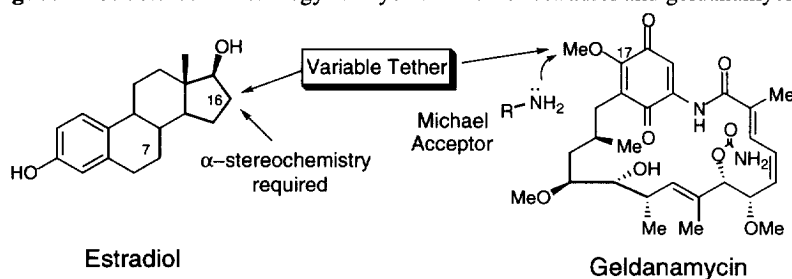 OH
16
7
HO
α–stereochemistry
required
Estradiol
Variable Tether
Michael
Acceptor
R NH2
MeO
17
O
O
N
H
O
Me
Me
O
O
NH2
OH
MeO
Me
Me
OMe
Geldanamycin